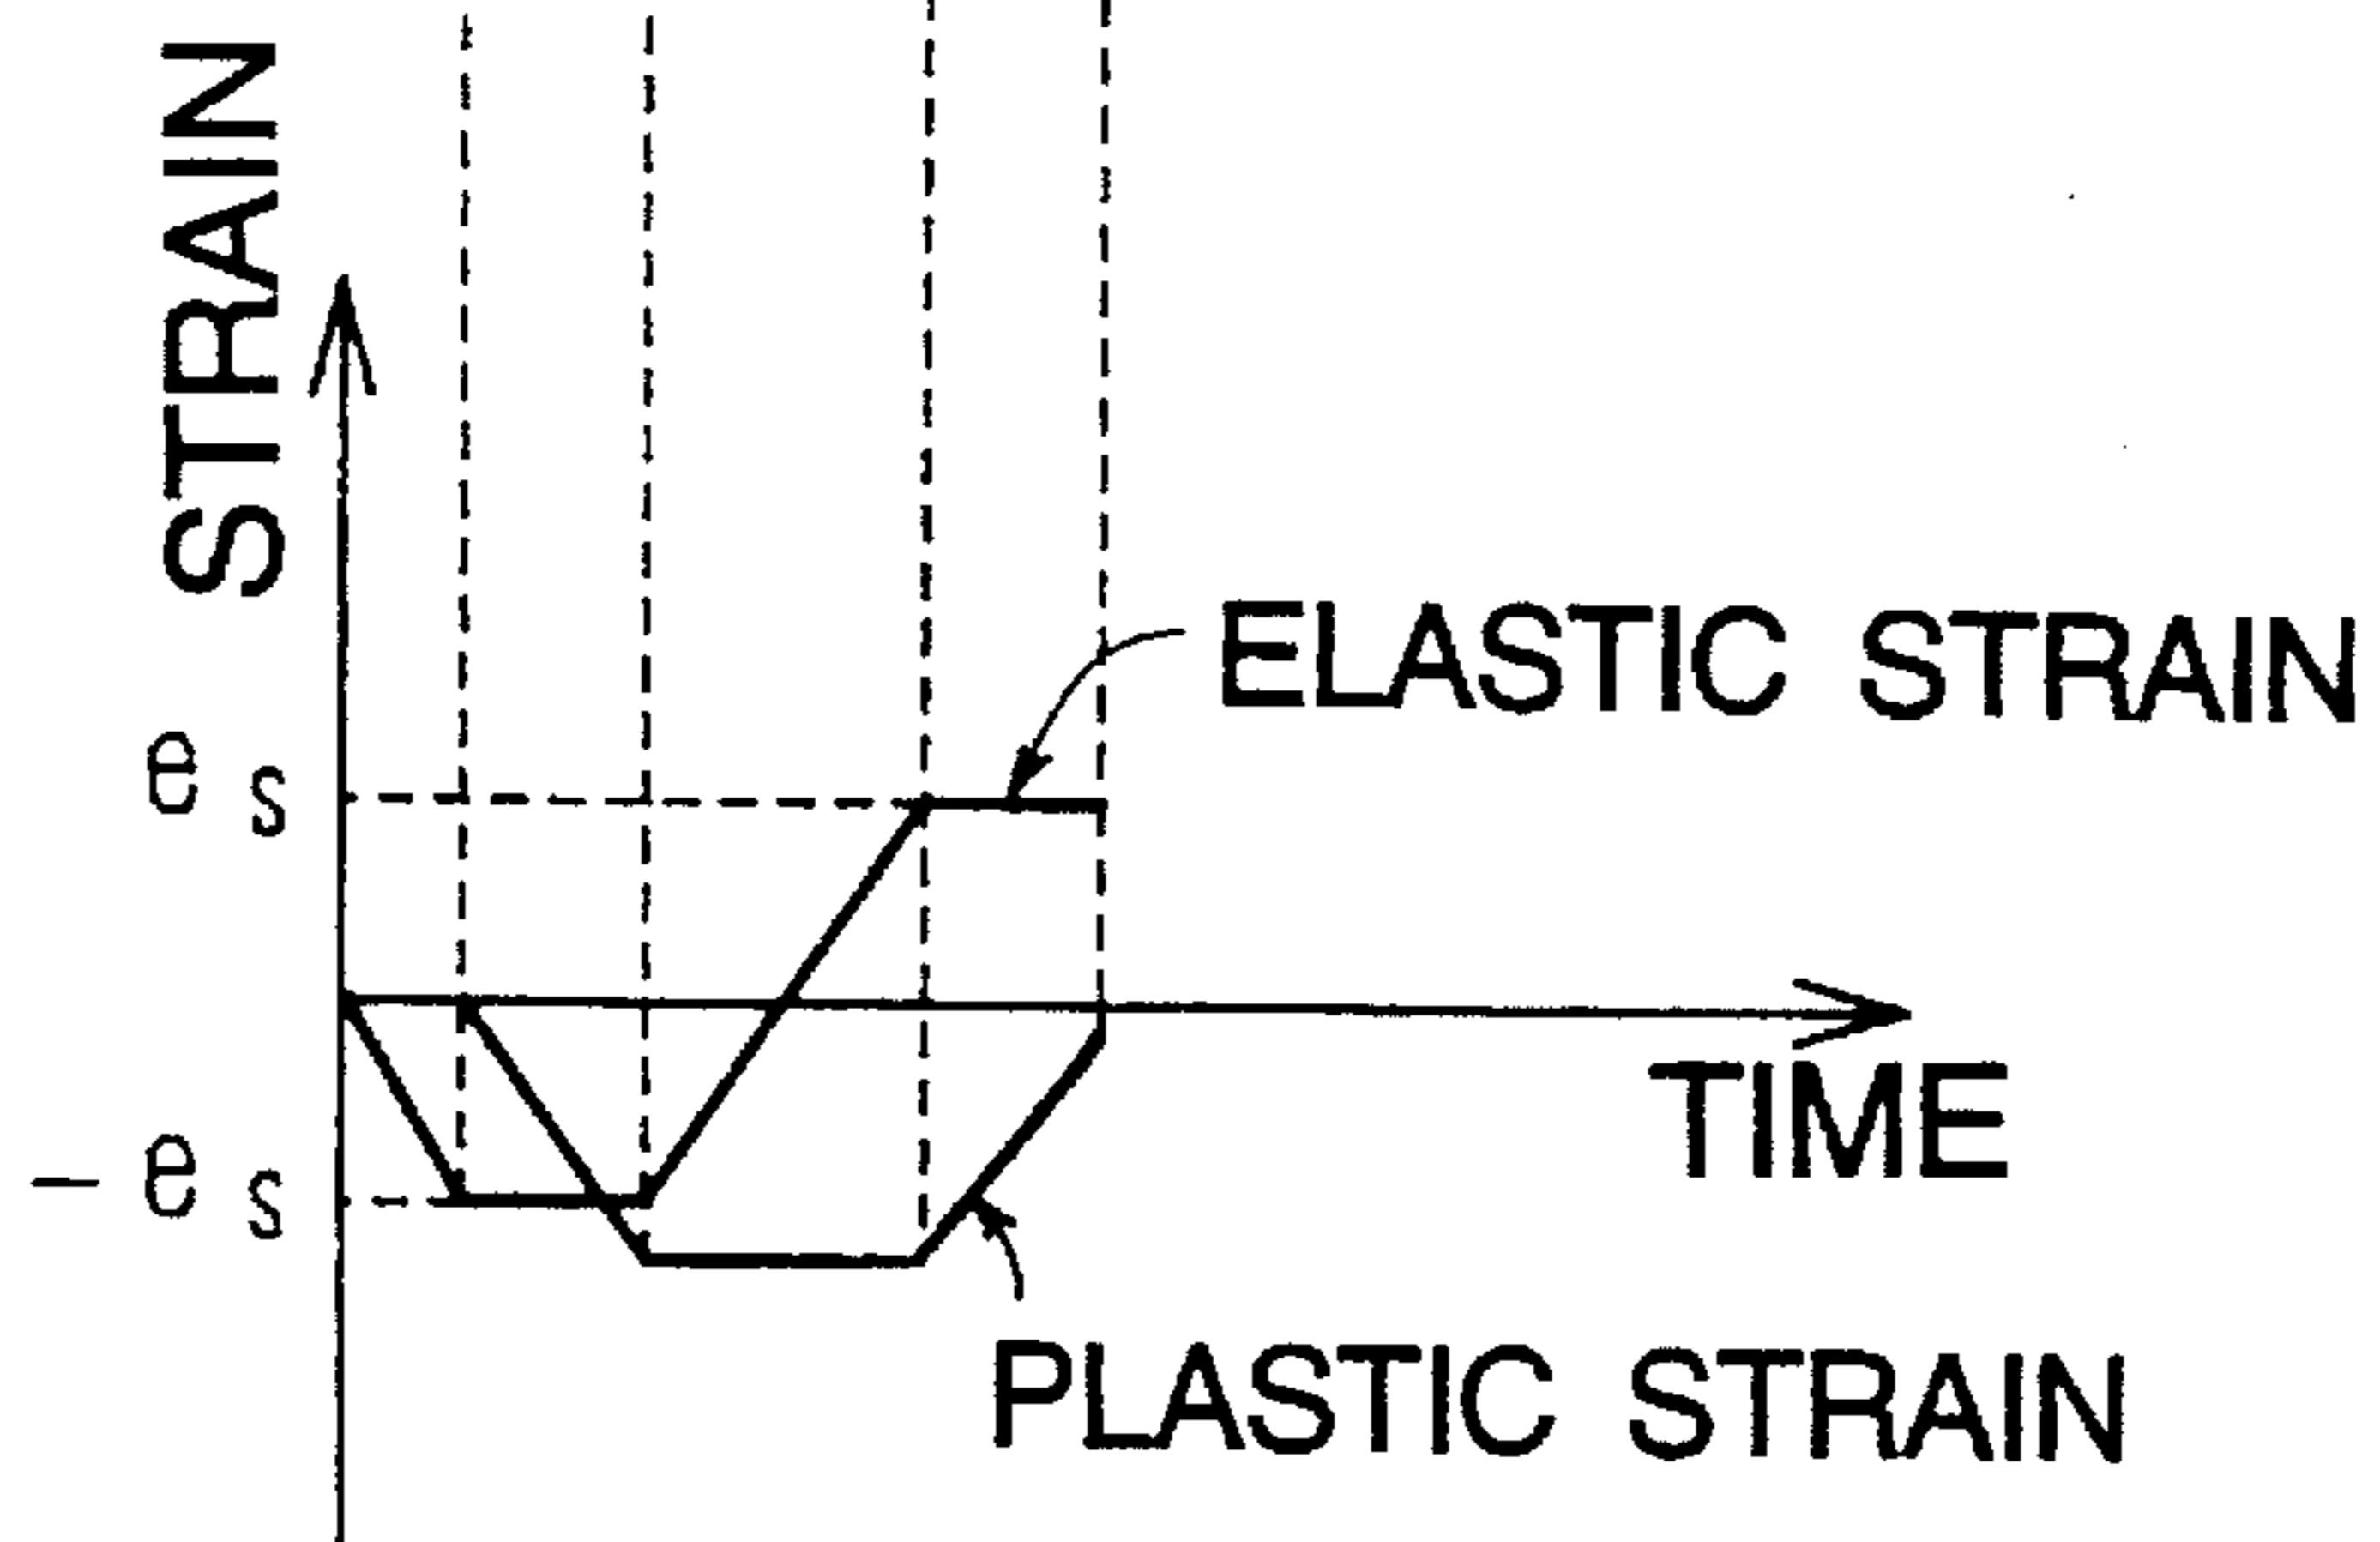 STRAIN
ELASTIC STRAIN
e s
TIME
− e s
PLASTIC STRAIN